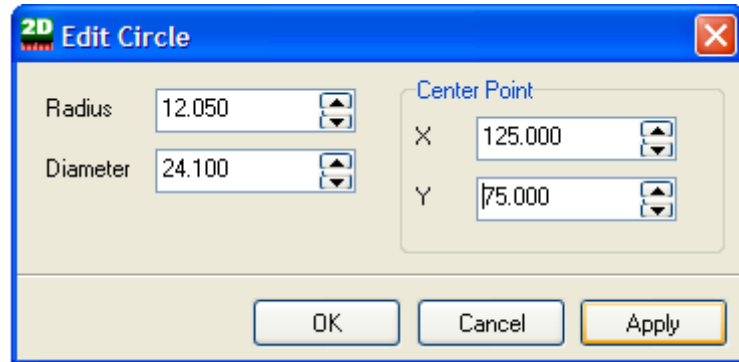 2D Edit Circle
Radius 12.050
Diameter 24.100
Center Point
X 125.000
Y 75.000
OK Cancel Apply